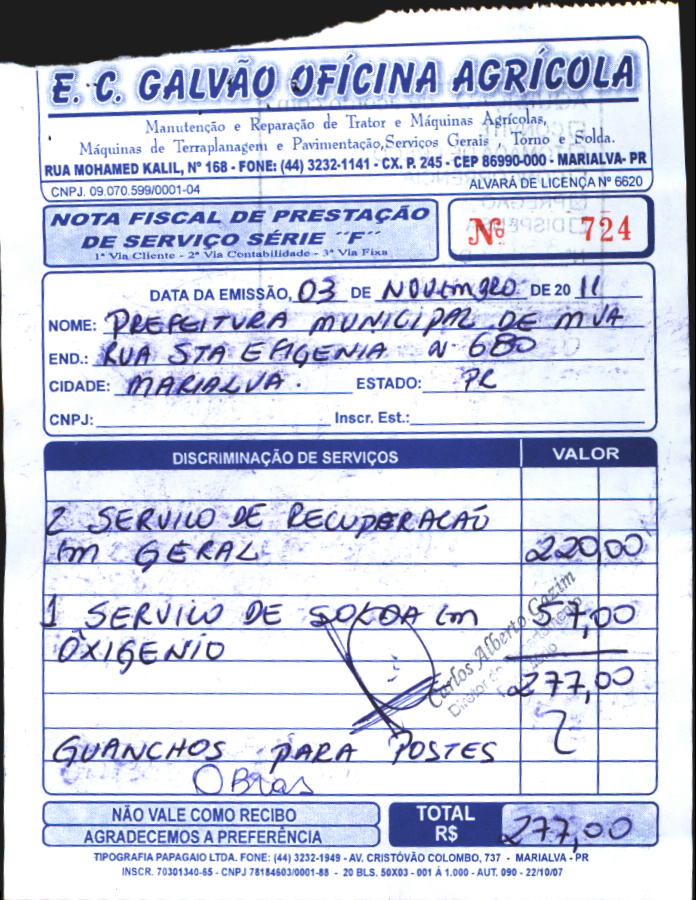 E. C. GALVÃO OFÍCINA AGRÍCOLA
Manutenção e Reparação de Trator e Máquinas Agrícolas,
Máquinas de Terraplanagem e Pavimentação,Serviços Gerais Torno e Solda.
RUA MOHAMED KALIL, Nº 168 - FONE: (44) 3232-1141 - CX. P. 245 - CEP 86990-000 - MARIALVA- PR
CNPJ. 09.070.599/0001-04 ALVARÁ DE LICENÇA Nº 6620
NOTA FISCAL DE PRESTAÇÃO
DE SERVIÇO SÉRIE "F"
1ª Via Cliente - 2ª Via Contabilidade - 3ª Via Fixa
Nº 724
DATA DA EMISSÃO, 03 DE NOVEMBRO DE 20 11
NOME: PREFEITURA MUNICIPAL DE MVA
END.: RUA STA EFIGENIA N 680
CIDADE: MARIALVA. ESTADO: PR
CNPJ: Inscr. Est.:
DISCRIMINAÇÃO DE SERVIÇOS VALOR
2 SERVIÇO DE RECUPERAÇÃO
Em GERAL 220,00
1 SERVIÇO DE SOLDA Em 57,00
OXIGENIO
Carlos Alberto Gazim
277,00
GUANCHOS PARA POSTES
Obras
NÃO VALE COMO RECIBO
AGRADECEMOS A PREFERÊNCIA
TOTAL
R$ 277,00
TIPOGRAFIA PAPAGAIO LTDA. FONE: (44) 3232-1949 - AV. CRISTÓVÃO COLOMBO, 737 - MARIALVA - PR
INSCR. 70301340-65 - CNPJ 78184603/0001-88 - 20 BLS. 50X03 - 001 Á 1.000 - AUT. 090 - 22/10/07